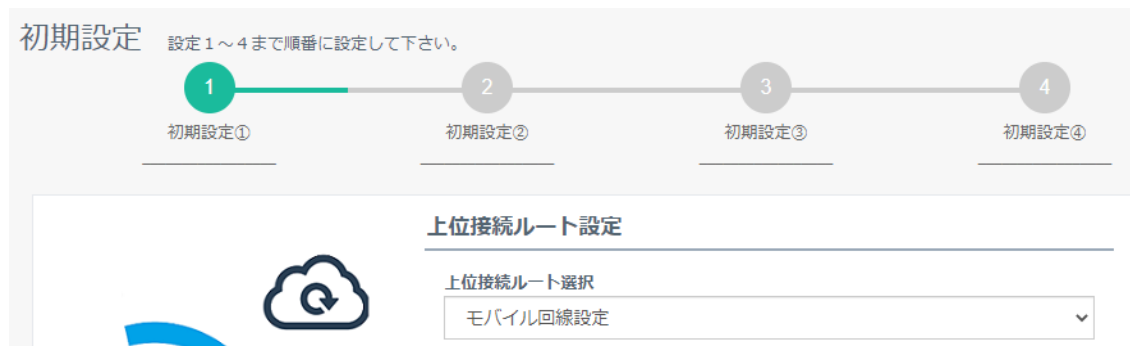 初期設定 設定1～4まで順番に設定して下さい。
1 2 3 4
初期設定① 初期設定② 初期設定③ 初期設定④
上位接続ルート設定
上位接続ルート選択
モバイル回線設定